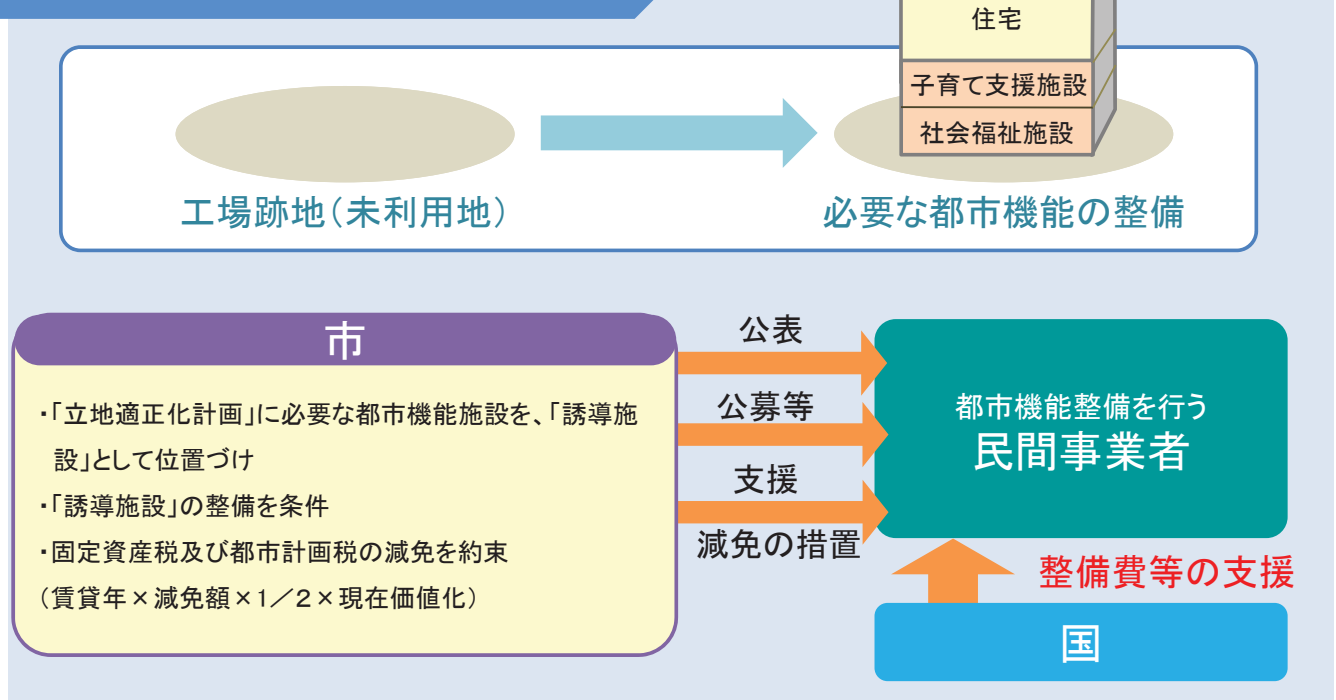 住宅
子育て支援施設
社会福祉施設
工場跡地(未利用地)
必要な都市機能の整備
市
・「立地適正化計画」に必要な都市機能施設を、「誘導施
設」として位置づけ
・「誘導施設」の整備を条件
・固定資産税及び都市計画税の減免を約束
(賃貸年×減免額×1/2×現在価値化)
公表
公募等
支援
減免の措置
都市機能整備を行う
民間事業者
整備費等の支援
国